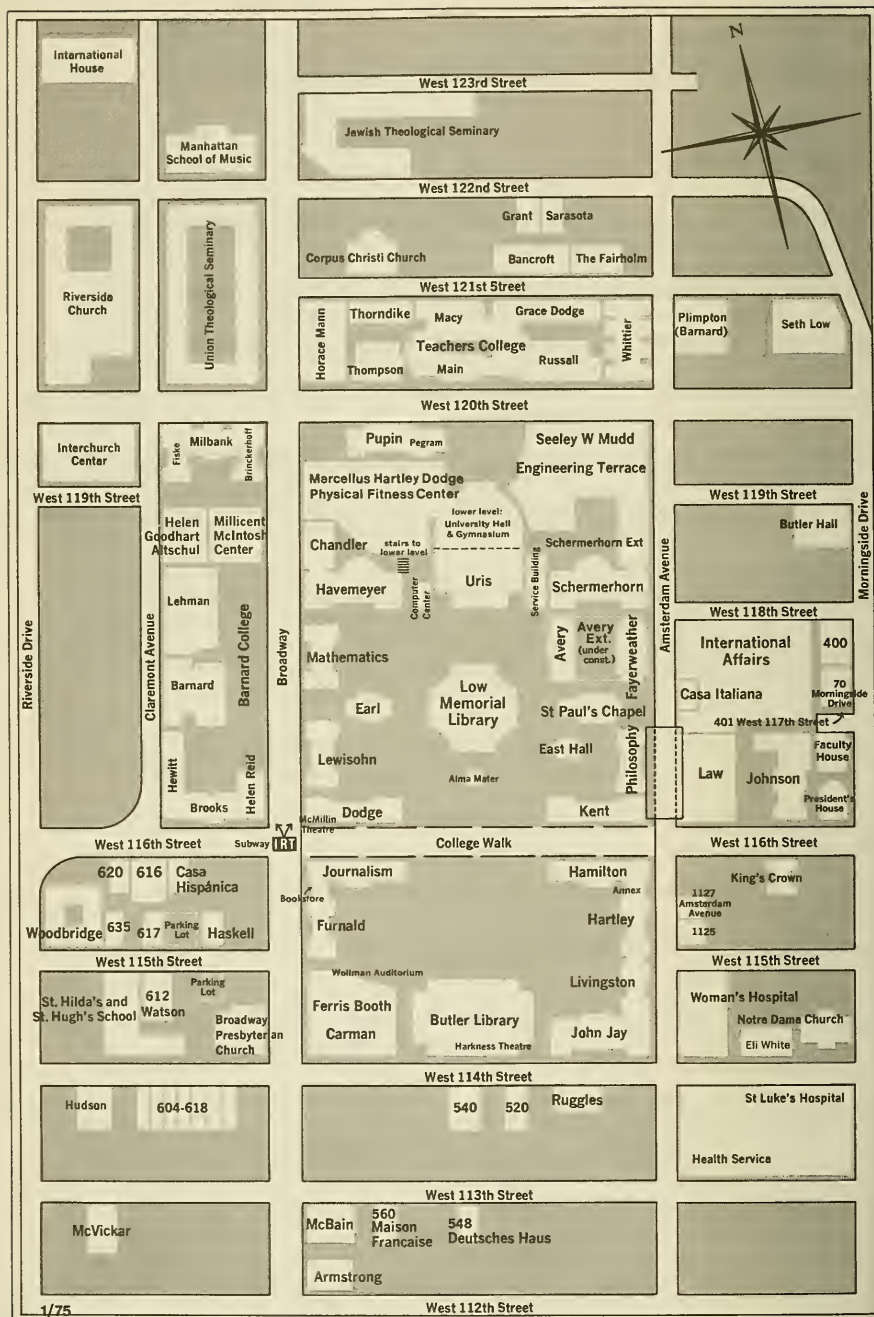 N
International
House
West 123rd Street
Manhattan
School of Music
Jewish Theological Seminary
West 122nd Street
Grant Sarasota
Corpus Christi Church
Bancroft The Fairholm
West 121st Street
Riverside
Church
Union Theological Seminary
Horace Mann
Thorndike
Macy
Grace Dodge
Teachers College
Thompson
Main
Russall
Whittier
Plimpton
(Barnard)
Seth Low
West 120th Street
Interchurch
Center
Fiske
Milbank
Brinckerhoff
Pupin Pegram
Seeley W Mudd
Engineering Terrace
Marcellus Hartley Dodge
Physical Fitness Center
West 119th Street
West 119th Street
Butler Hall
Helen
Goodhart
Altschul
Millicent
McIntosh
Center
lower level:
University Hall
& Gymnasium
Chandler
stairs to
lower level
Schermerhorn Ext
Havemeyer
Computer
Center
Uris
Service Building
Schermerhorn
Amsterdam Avenue
Morningside Drive
West 118th Street
Riverside Drive
Claremont Avenue
Lehman
Barnard College
Broadway
Barnard
Mathematics
Avery
Avery
Ext.
(under
const.)
Fayerweather
International
Affairs
400
Casa Italiana
70
Morningside
Drive
401 West 117th Street
Earl
Low
Memorial
Library
St Paul's Chapel
East Hall
Philosophy
Lewisohn
Alma Mater
Law
Johnson
Faculty
House
President's
House
Hewitt
Brooks
Helen Reid
McMillin
Theatre
Dodge
Kent
West 116th Street
Subway IRT
College Walk
West 116th Street
620 616 Casa
Hispánica
Woodbridge 635 617 Parking
Lot Haskell
Journalism
Bookstore
Furnald
Hamilton
Annex
Hartley
King's Crown
1127
Amsterdam
Avenue
1125
West 115th Street
West 115th Street
St. Hilda's and
St. Hugh's School
612
Watson
Parking
Lot
Broadway
Presbyterian
Church
Wollman Auditorium
Ferris Booth
Carman
Butler Library
Harkness Theatre
Livingston
John Jay
Woman's Hospital
Notre Dame Church
Eli White
West 114th Street
Hudson
604-618
540 520 Ruggles
St Luke's Hospital
Health Service
West 113th Street
McVickar
McBain
560
Maison
Française
548
Deutsches Haus
Armstrong
1/75
West 112th Street